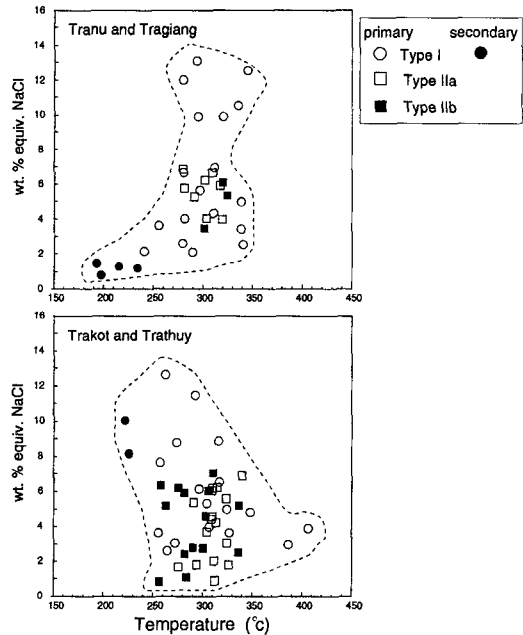 Tranu and Tragiang
wt. % equiv. NaCl
16
14
12
10
8
6
4
2
0
150 200 250 300 350 400 450
primary secondary
Type I
Type IIa
Type IIb
Trakot and Trathuy
wt. % equiv. NaCl
16
14
12
10
8
6
4
2
0
150 200 250 300 350 400 450
Temperature (°c)